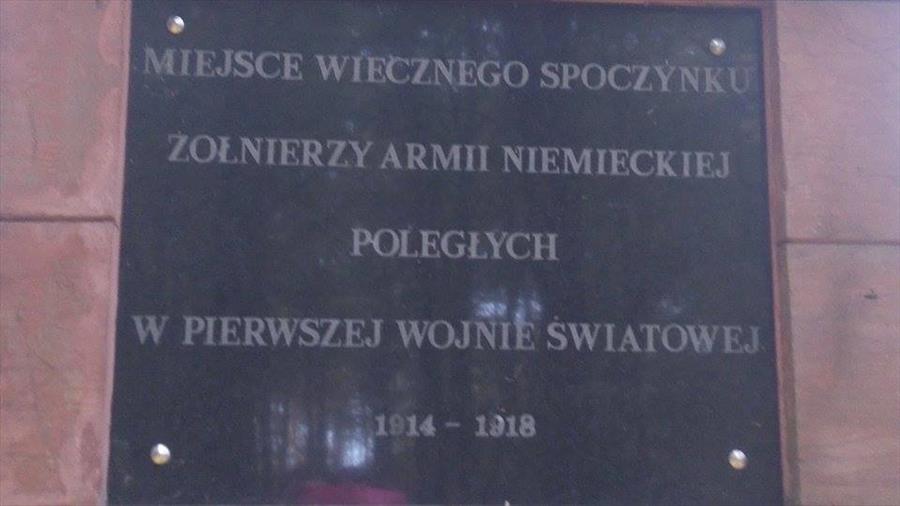 MIEJSCE WIECZNEGO SPOCZYNKU
ŻOŁNIERZY ARMII NIEMIECKIEJ
POLEGŁYCH
W PIERWSZEJ WOJNIE ŚWIATOWEJ
1914 - 1918